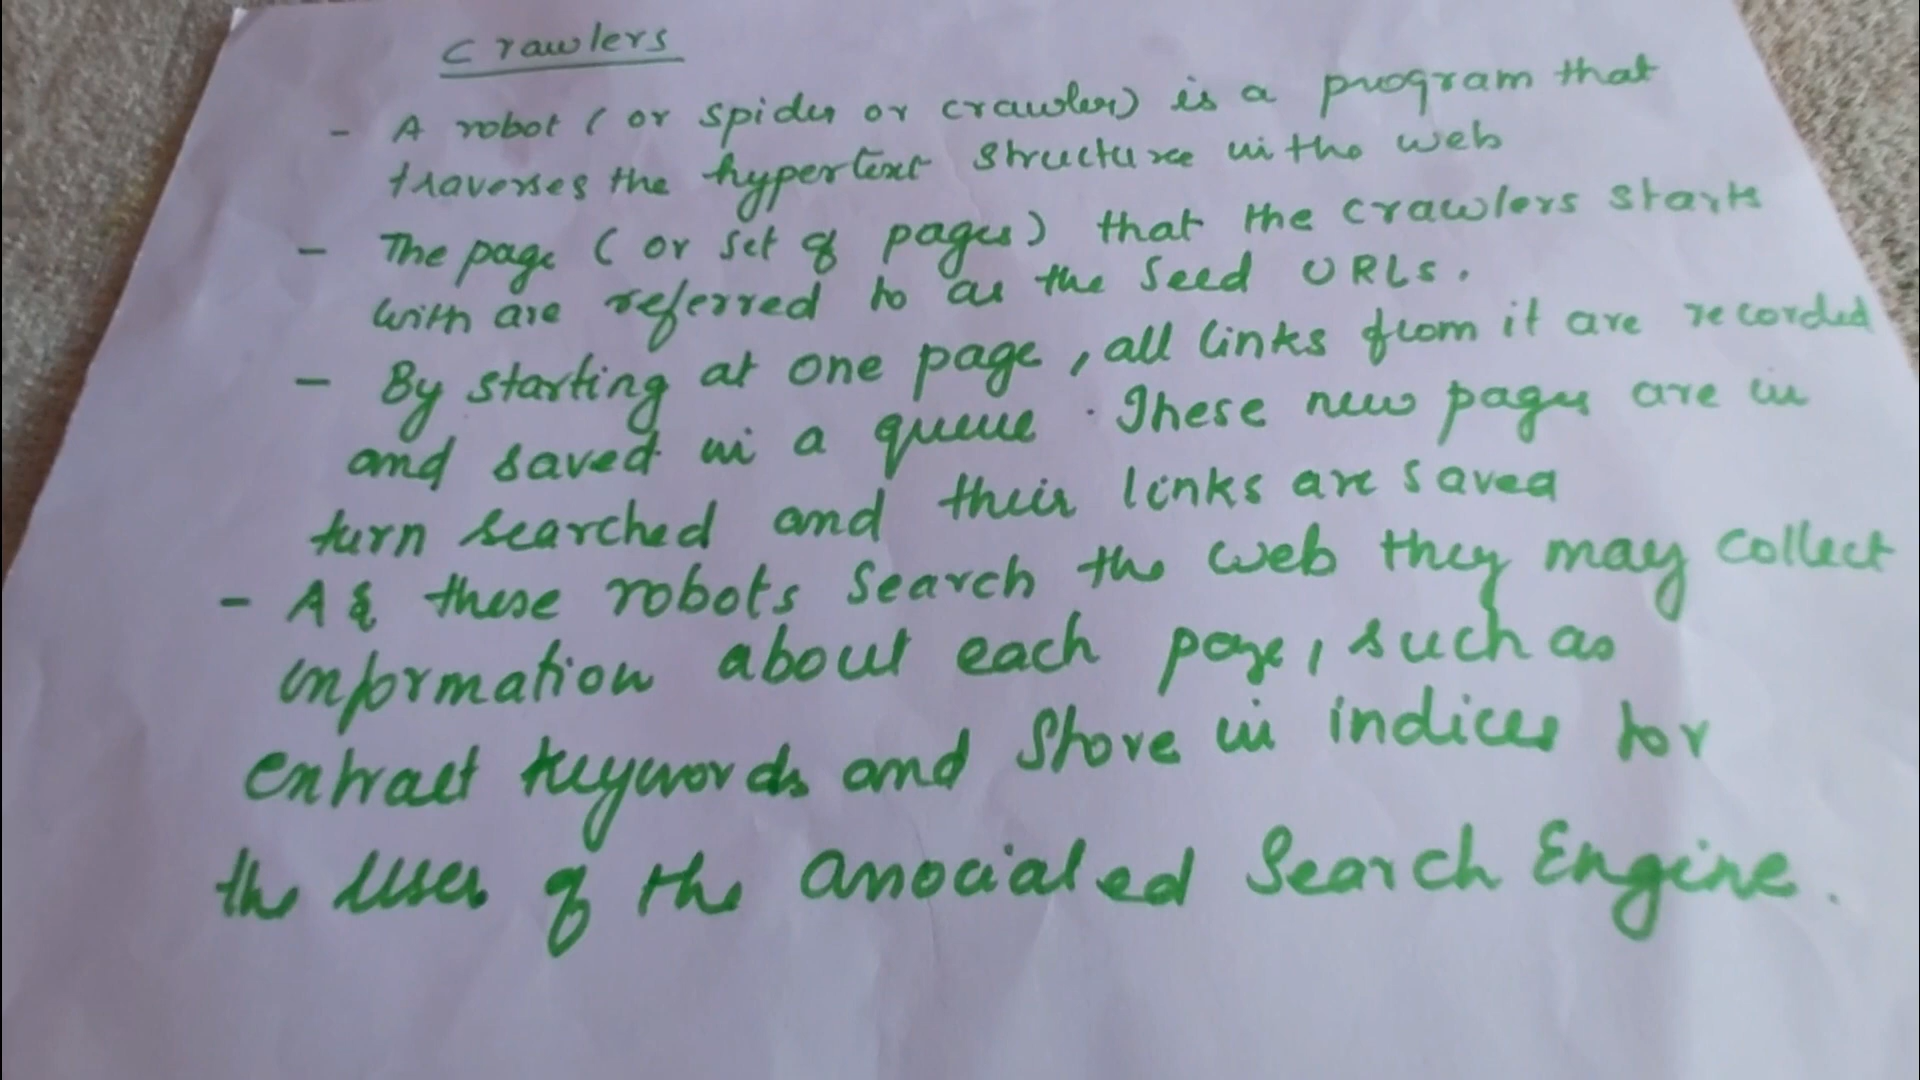 Crawlers
- A robot (or spider or crawler) is a program that
traverses the hypertext structure in the web
- The page (or set of pages) that the crawlers starts
with are referred to as the Seed URLs.
- By starting at one page, all links from it are recorded
and saved in a queue. These new pages are in
turn searched and their links are saved
- As these robots search the web they may collect
information about each page, such as
extract keywords and store in indices for
the user of the associated Search Engine.